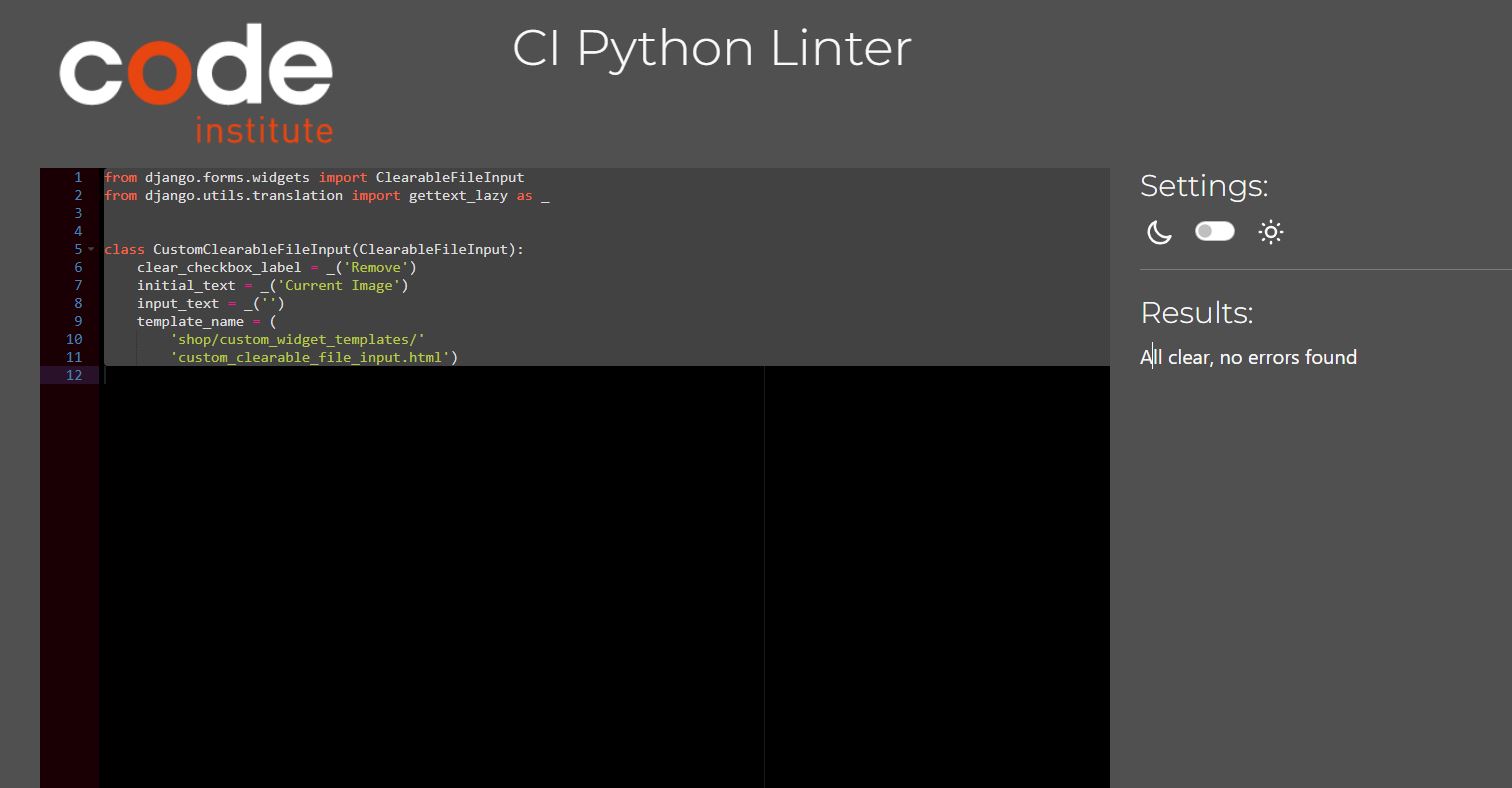 code
institute
CI Python Linter
1 from django.forms.widgets import ClearableFileInput
2 from django.utils.translation import gettext_lazy as _
3
4
5 class CustomClearableFileInput(ClearableFileInput):
6     clear_checkbox_label = _('Remove')
7     initial_text = _('Current Image')
8     input_text = _('')
9     template_name = (
10         'shop/custom_widget_templates/'
11         'custom_clearable_file_input.html')
12
Settings:
Results:
All clear, no errors found